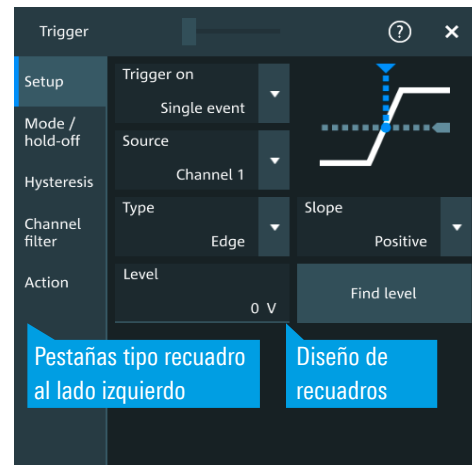 Trigger
?
Setup
Trigger on
Single event
Mode /
hold-off
Source
Channel 1
Hysteresis
Type
Edge
Slope
Positive
Channel
filter
Action
Level
0 V
Find level
Pestañas tipo recuadro
al lado izquierdo
Diseño de
recuadros